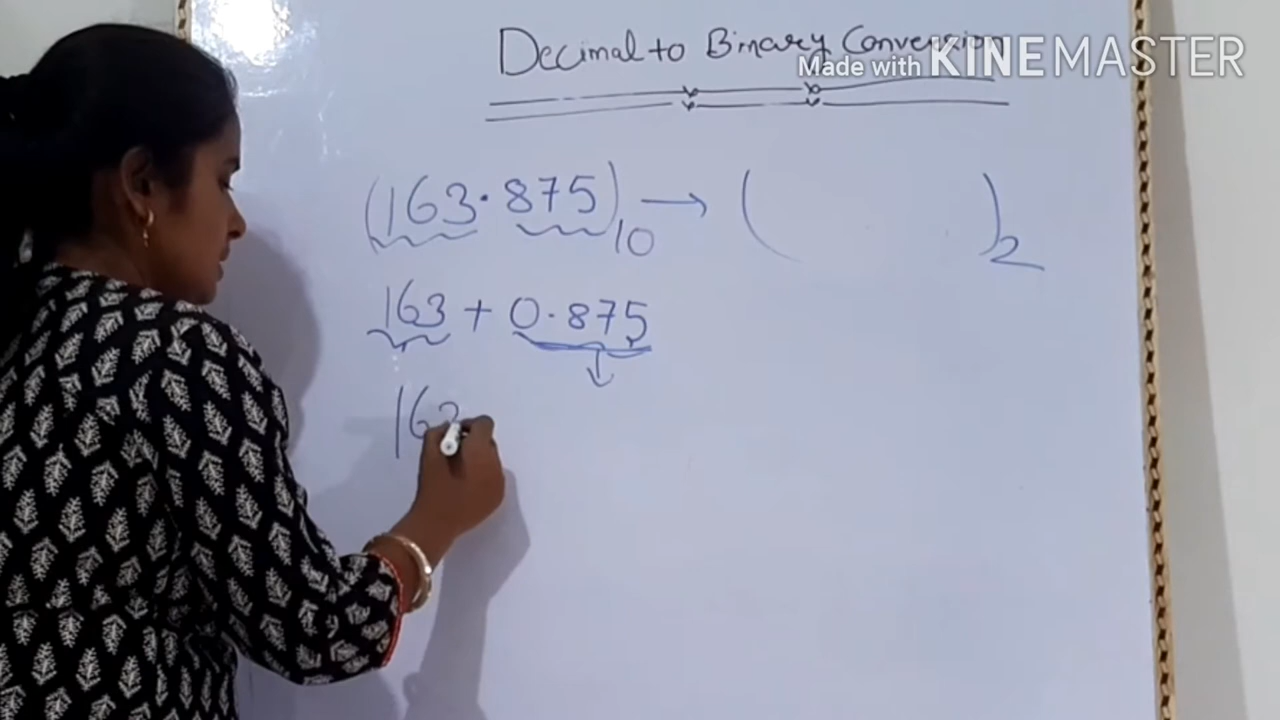 Decimal to Binary Conversion
Made with KINEMASTER
(163.875)10 → ( )2
163 + 0.875
163